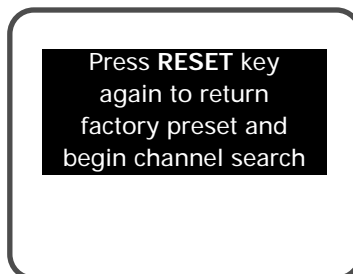 Press RESET key
again to return
factory preset and
begin channel search